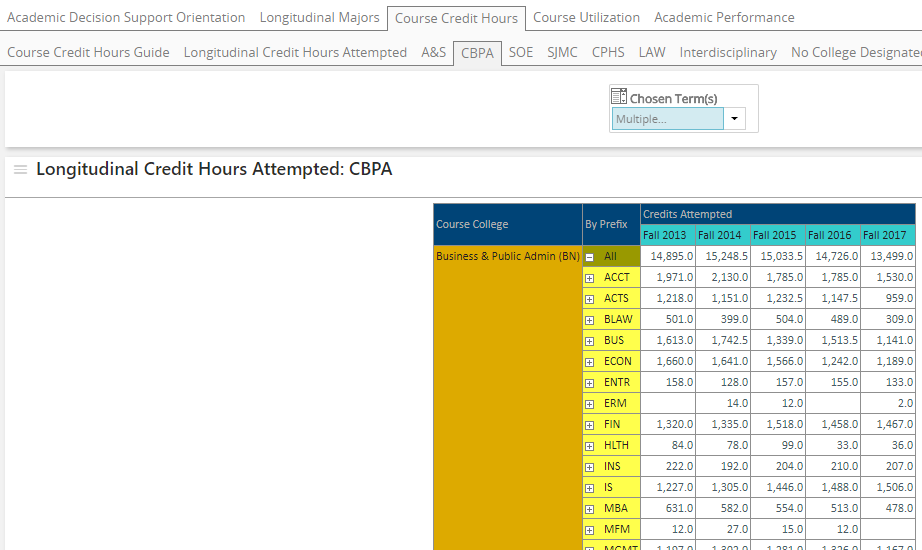 Academic Decision Support Orientation Longitudinal Majors Course Credit Hours Course Utilization Academic Performance
Course Credit Hours Guide Longitudinal Credit Hours Attempted A&S CBPA SOE SJMC CPHS LAW Interdisciplinary No College Designated
Chosen Term(s)
Multiple...
Longitudinal Credit Hours Attempted: CBPA
Course College By Prefix Credits Attempted
Fall 2013 Fall 2014 Fall 2015 Fall 2016 Fall 2017
Business & Public Admin (BN) All 14,895.0 15,248.5 15,033.5 14,726.0 13,499.0
ACCT 1,971.0 2,130.0 1,785.0 1,785.0 1,530.0
ACTS 1,218.0 1,151.0 1,232.5 1,147.5 959.0
BLAW 501.0 399.0 504.0 489.0 309.0
BUS 1,613.0 1,742.5 1,339.0 1,513.5 1,141.0
ECON 1,660.0 1,641.0 1,566.0 1,242.0 1,189.0
ENTR 158.0 128.0 157.0 155.0 133.0
ERM 14.0 12.0 2.0
FIN 1,320.0 1,335.0 1,518.0 1,458.0 1,467.0
HLTH 84.0 78.0 99.0 33.0 36.0
INS 222.0 192.0 204.0 210.0 207.0
IS 1,227.0 1,305.0 1,446.0 1,488.0 1,506.0
MBA 631.0 582.0 554.0 513.0 478.0
MFM 12.0 27.0 15.0 12.0
MGMT